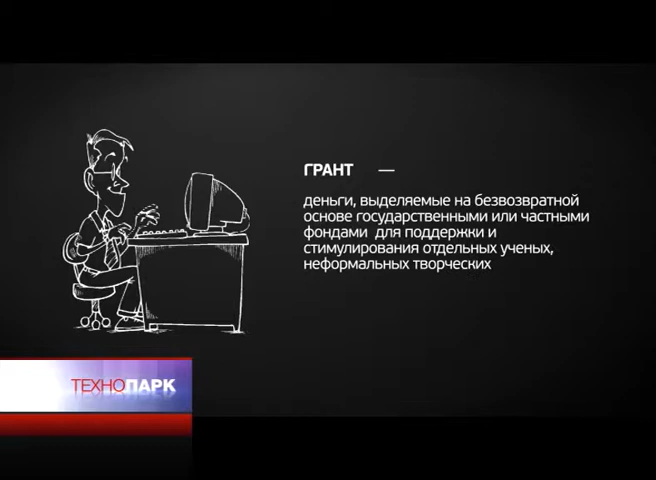 ГРАНТ —
деньги, выделяемые на безвозвратной
основе государственными или частными
фондами для поддержки и
стимулирования отдельных ученых,
неформальных творческих
ТЕХНОПАРК